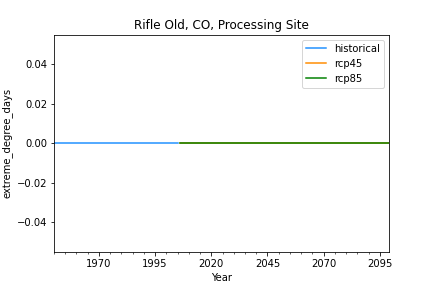 Rifle Old, CO, Processing Site
historical
rcp45
rcp85
extreme_degree_days
0.04
0.02
0.00
−0.02
−0.04
1970 1995 2020 2045 2070 2095
Year